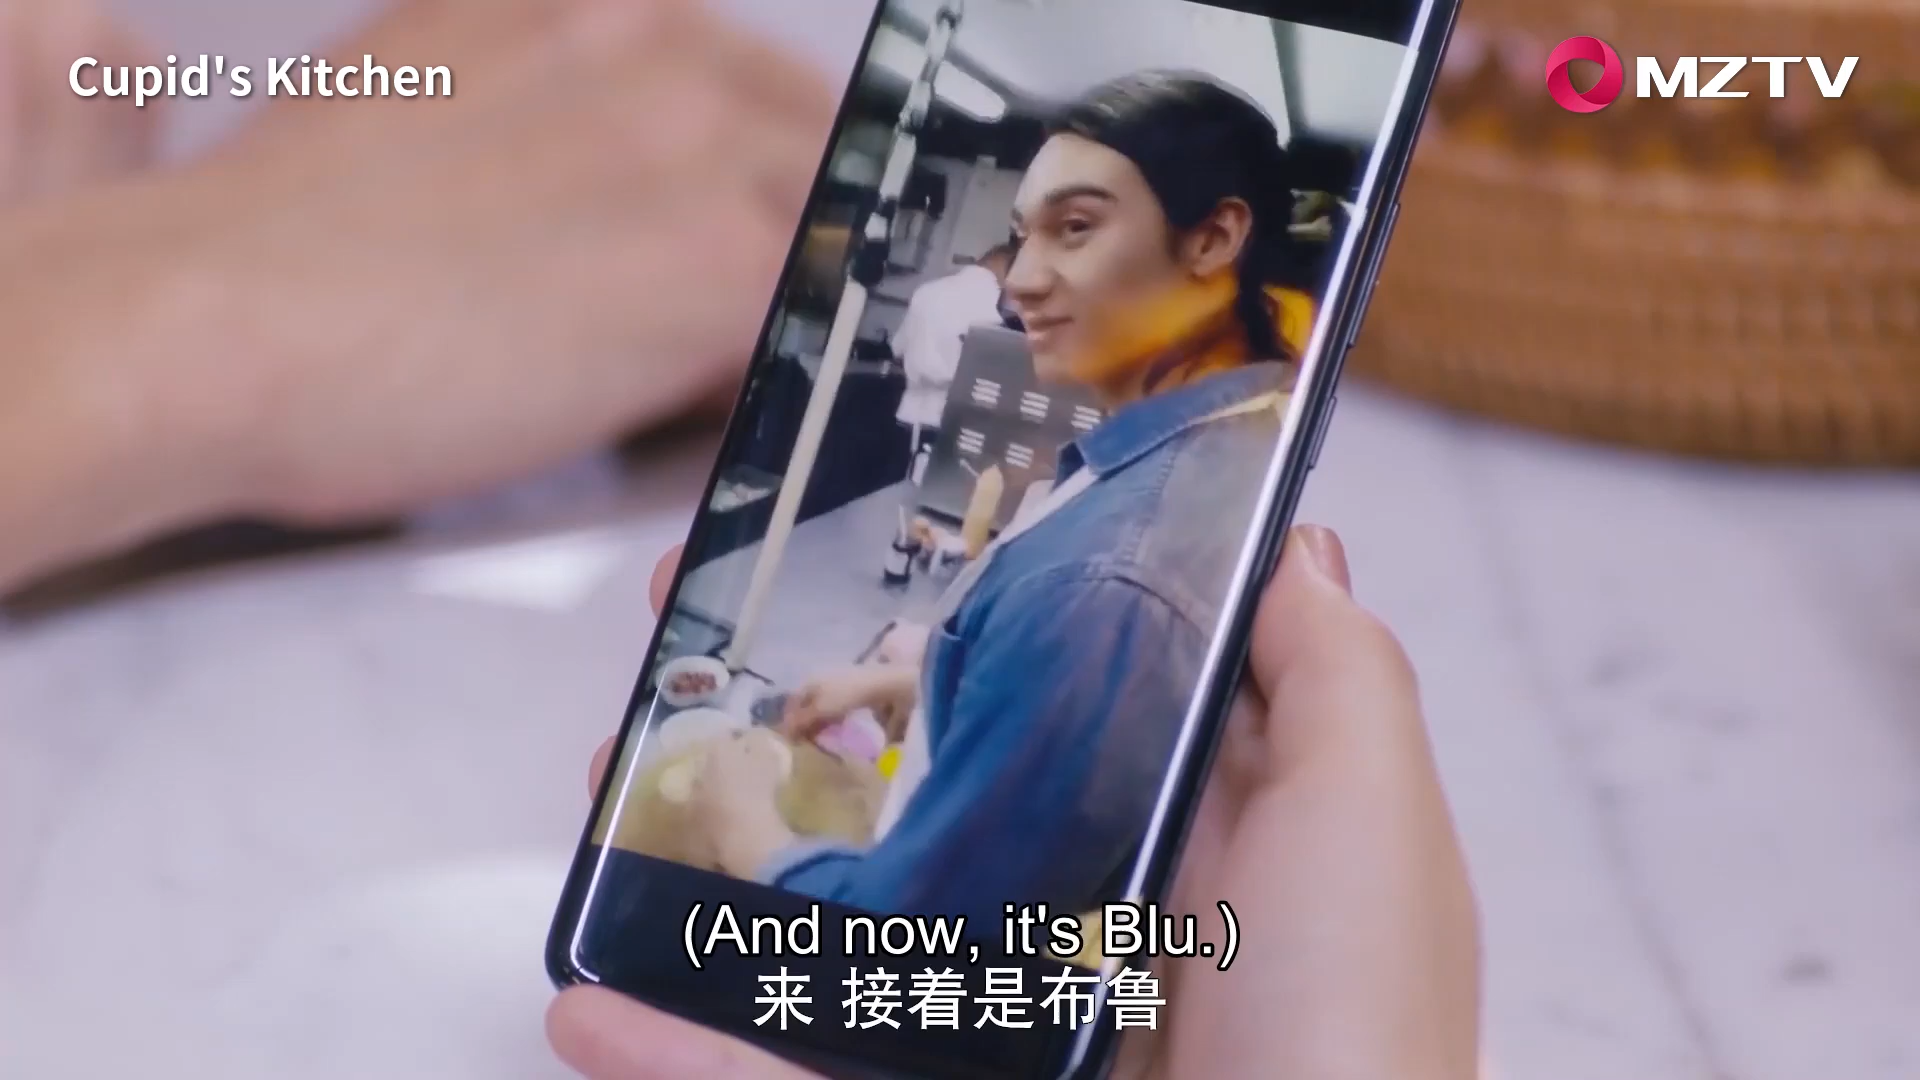 Cupid's Kitchen
MZTV
(And now, it's Blu.)
来 接着是布鲁